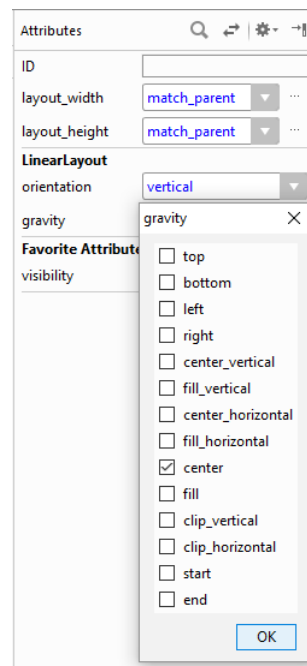 Attributes
ID
layout_width match_parent ...
layout_height match_parent ...
LinearLayout
orientation vertical
gravity
Favorite Attribute
visibility
gravity
top
bottom
left
right
center_vertical
fill_vertical
center_horizontal
fill_horizontal
center
fill
clip_vertical
clip_horizontal
start
end
OK